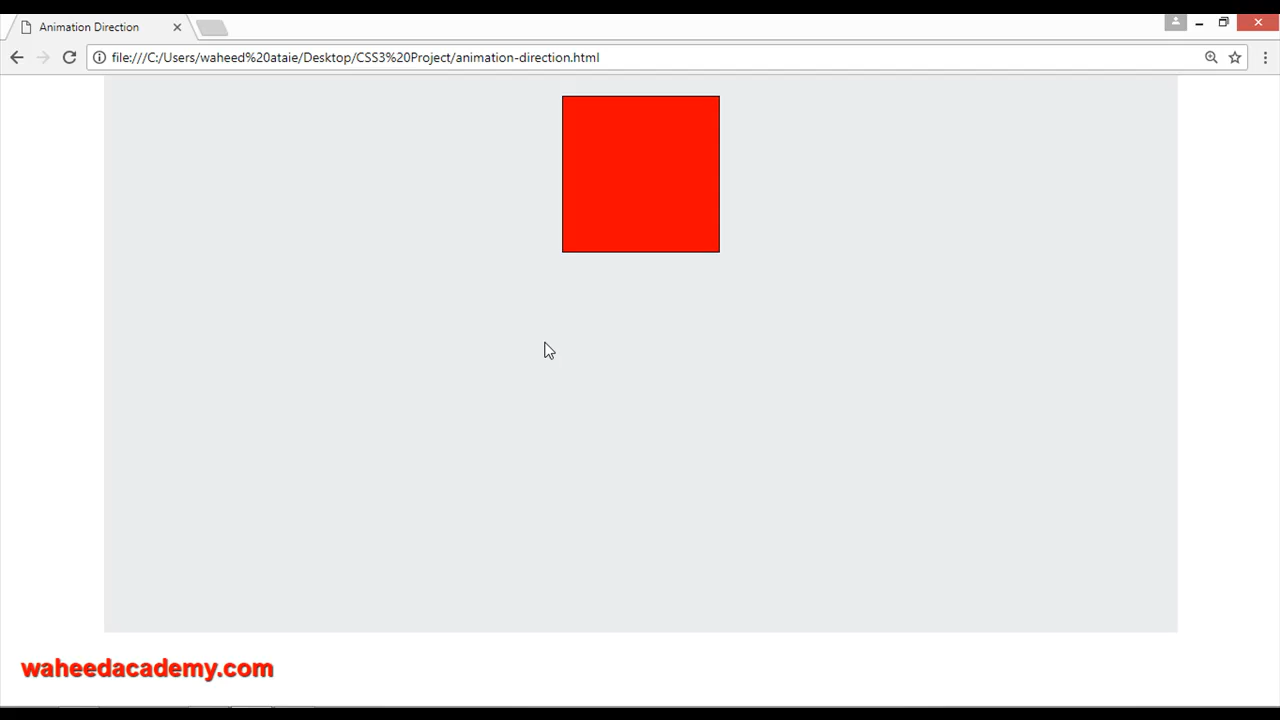 Animation Direction
file:///C:/Users/waheed%20ataie/Desktop/CSS3%20Project/animation-direction.html
waheedacademy.com